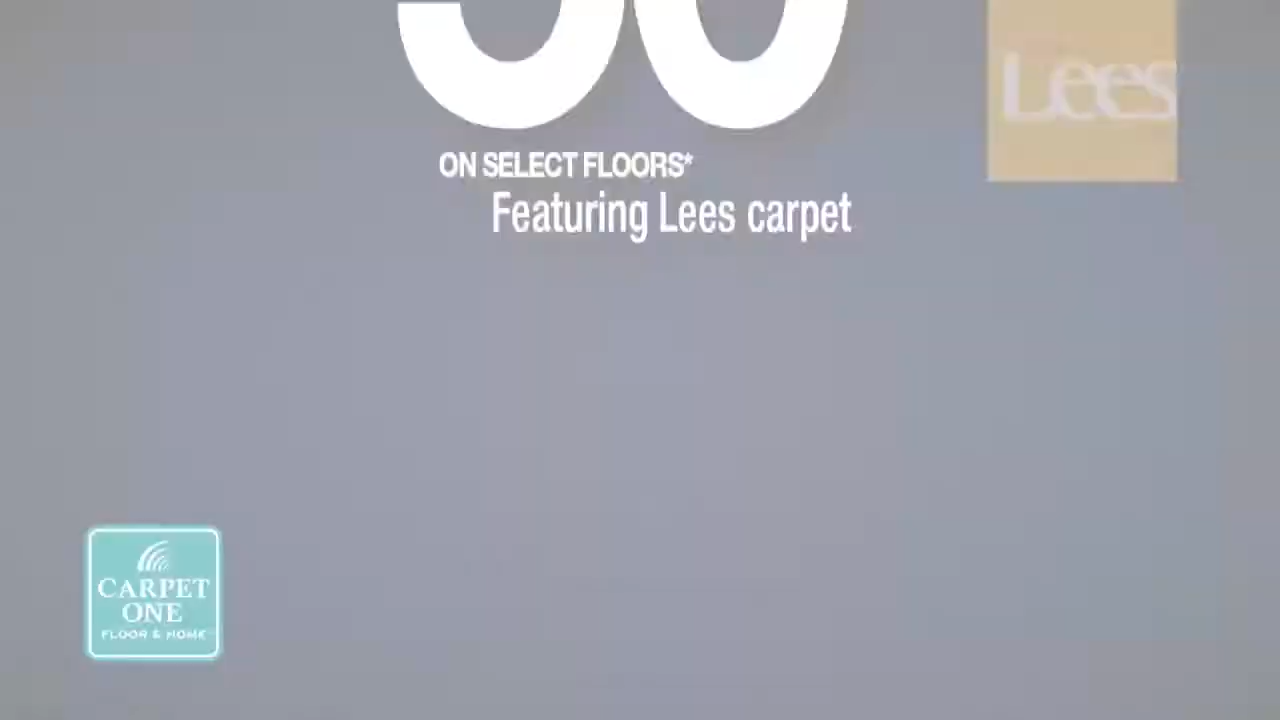 Lees
ON SELECT FLOORS*
Featuring Lees carpet
CARPET
ONE
FLOOR & HOME